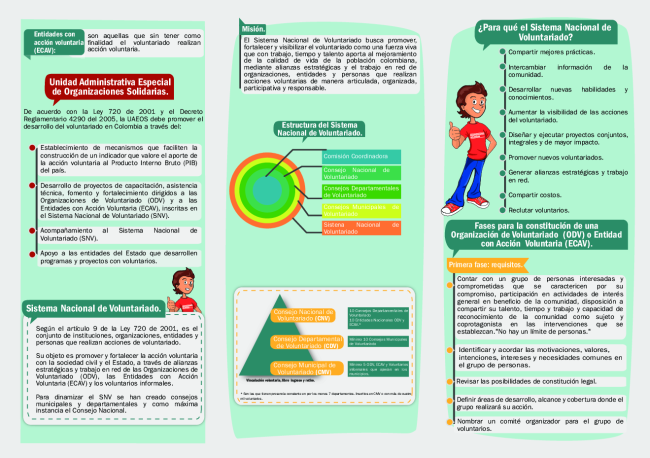 Entidades con
acción voluntaria
(ECAV):
son aquellas que sin tener como
finalidad el voluntariado realizan
acción voluntaria.
Unidad Administrativa Especial
de Organizaciones Solidarias.
De acuerdo con la Ley 720 de 2001 y el Decreto
Reglamentario 4290 del 2005, la UAEOS debe promover el
desarrollo del voluntariado en Colombia a través del:
Establecimiento de mecanismos que faciliten la
construcción de un indicador que valore el aporte de
la acción voluntaria al Producto Interno Bruto (PIB)
del país.
Desarrollo de proyectos de capacitación, asistencia
técnica, fomento y fortalecimiento dirigidos a las
Organizaciones de Voluntariado (ODV) y a las
Entidades con Acción Voluntaria (ECAV), inscritas en
el Sistema Nacional de Voluntariado (SNV).
Acompañamiento al Sistema Nacional de
Voluntariado (SNV).
Apoyo a las entidades del Estado que desarrollen
programas y proyectos con voluntarios.
Sistema Nacional de Voluntariado.
Según el artículo 9 de la Ley 720 de 2001, es el
conjunto de instituciones, organizaciones, entidades y
personas que realizan acciones de voluntariado.
Su objeto es promover y fortalecer la acción voluntaria
con la sociedad civil y el Estado, a través de alianzas
estratégicas y trabajo en red de las Organizaciones de
Voluntariado (ODV), las Entidades con Acción
Voluntaria (ECAV) y los voluntarios informales.
Para dinamizar el SNV se han creado consejos
municipales y departamentales y como máxima
instancia el Consejo Nacional.
Misión.
El Sistema Nacional de Voluntariado busca promover,
fortalecer y visibilizar el voluntariado como una fuerza viva
que con trabajo, tiempo y talento aporta al mejoramiento
de la calidad de vida de la población colombiana,
mediante alianzas estratégicas y el trabajo en red de
organizaciones, entidades y personas que realizan
acciones voluntarias de manera articulada, organizada,
participativa y responsable.
Estructura del Sistema
Nacional de Voluntariado.
Comisión Coordinadora
Consejo Nacional de
Voluntariado
Consejos Departamentales
de Voluntariado
Consejos Municipales de
Voluntariado
Sistema Nacional de
Voluntariado
Consejo Nacional de
Voluntariado (CNV)
Consejo Departamental
de Voluntariado (CDV)
Consejo Municipal de
Voluntariado (CMV)
¿Para qué el Sistema Nacional de
Voluntariado?
Compartir mejores prácticas.
Intercambiar información de la
comunidad.
Desarrollar nuevas habilidades y
conocimientos.
Aumentar la visibilidad de las acciones
del voluntariado.
Diseñar y ejecutar proyectos conjuntos,
integrales y de mayor impacto.
Promover nuevos voluntariados.
Generar alianzas estratégicas y trabajo
en red.
Compartir costos.
Reclutar voluntarios.
Fases para la constitución de una
Organización de Voluntariado (ODV) o Entidad
con Acción Voluntaria (ECAV).
Primera fase: requisitos.
Contar con un grupo de personas interesadas y
comprometidas que se caractericen por su
compromiso, participación en actividades de interés
general en beneficio de la comunidad, disposición a
compartir su talento, tiempo y trabajo y capacidad de
reconocimiento de la comunidad como sujeto y
coprotagonista en las intervenciones que se
establezcan."No hay un límite de personas."
Identificar y acordar las motivaciones, valores,
intenciones, intereses y necesidades comunes en
el grupo de personas.
Revisar las posibilidades de constitución legal.
Definir áreas de desarrollo, alcance y cobertura donde el
grupo realizará su acción.
Nombrar un comité organizador para el grupo de
voluntarios.